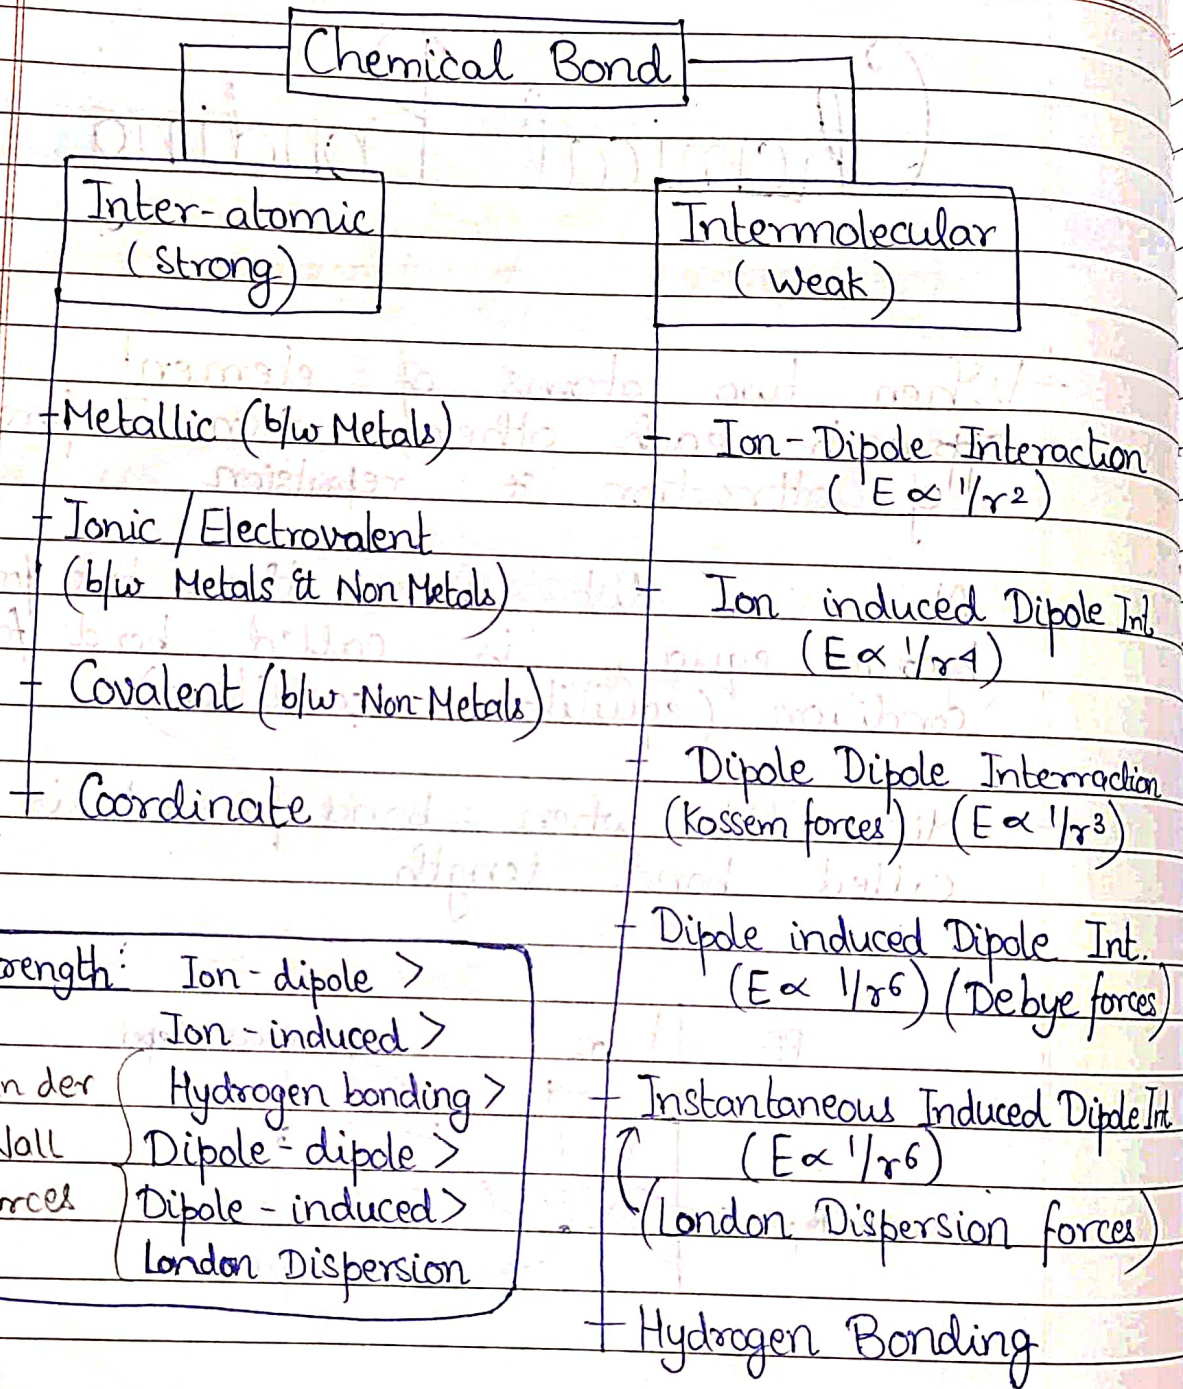 Chemical Bond
Inter-atomic
(Strong)
Metallic (b/w Metals)
Ionic / Electrovalent
(b/w Metals & Non Metals)
Covalent (b/w Non-Metals)
Coordinate
Intermolecular
(Weak)
Ion-Dipole Interaction
(E ∝ 1/r2)
Ion induced Dipole Int.
(E ∝ 1/r4)
Dipole Dipole Interraction
(Kossem forces) (E ∝ 1/r3)
Dipole induced Dipole Int.
(E ∝ 1/r6) (Debye forces)
Instantaneous Induced Dipole Int.
(E ∝ 1/r6)
(London Dispersion forces)
Hydrogen Bonding
rength: Ion-dipole >
Ion-induced >
n der Hydrogen bonding >
Wall Dipole-dipole >
rces Dipole-induced >
London Dispersion